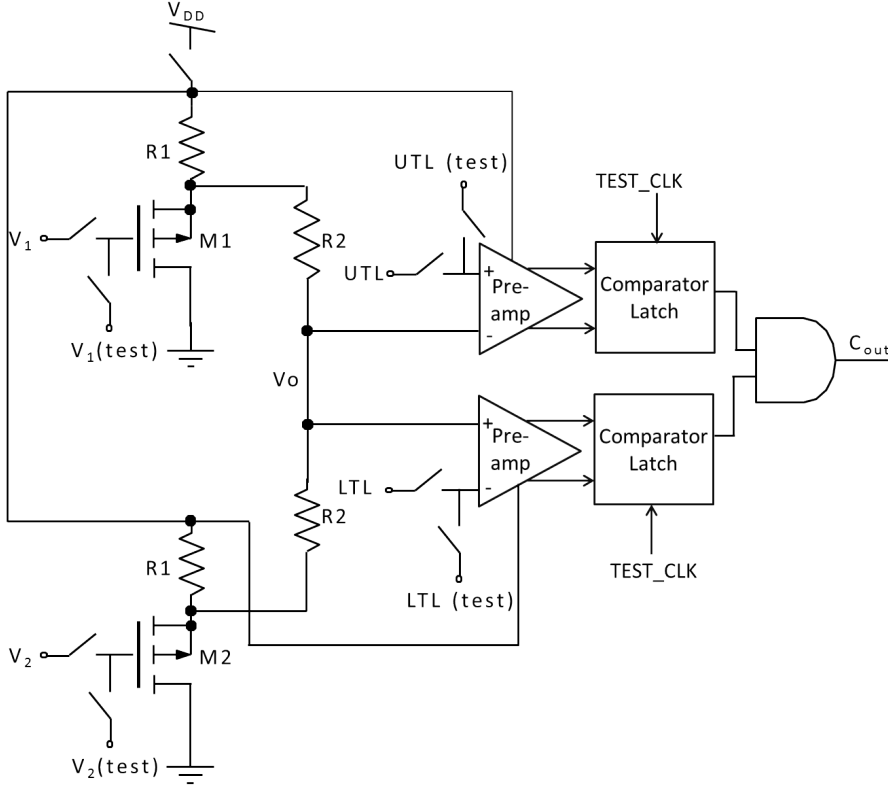 V_DD
R1
UTL (test)
TEST_CLK
V_1
M1
R2
UTL
+
Pre-
amp
-
Comparator
Latch
V_1(test)
C_out
Vo
+
Pre-
amp
-
Comparator
Latch
LTL
R2
R1
TEST_CLK
LTL (test)
V_2
M2
V_2(test)